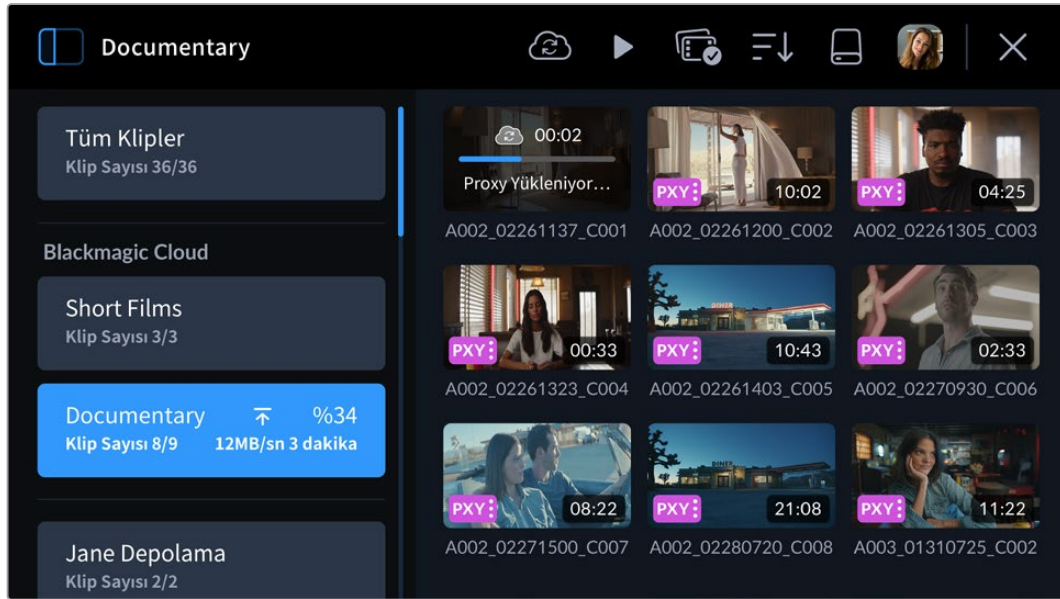 Documentary
Tüm Klipler
Klip Sayısı 36/36
Blackmagic Cloud
Short Films
Klip Sayısı 3/3
Documentary %34
Klip Sayısı 8/9 12MB/sn 3 dakika
Jane Depolama
Klip Sayısı 2/2
00:02
Proxy Yükleniyor...
PXY 10:02
PXY 04:25
A002_02261137_C001 A002_02261200_C002 A002_02261305_C003
PXY 00:33
DINER
PXY 10:43
PXY 02:33
A002_02261323_C004 A002_02261403_C005 A002_02270930_C006
PXY 08:22
DINER
PXY 21:08
PXY 11:22
A002_02271500_C007 A002_02280720_C008 A003_01310725_C002